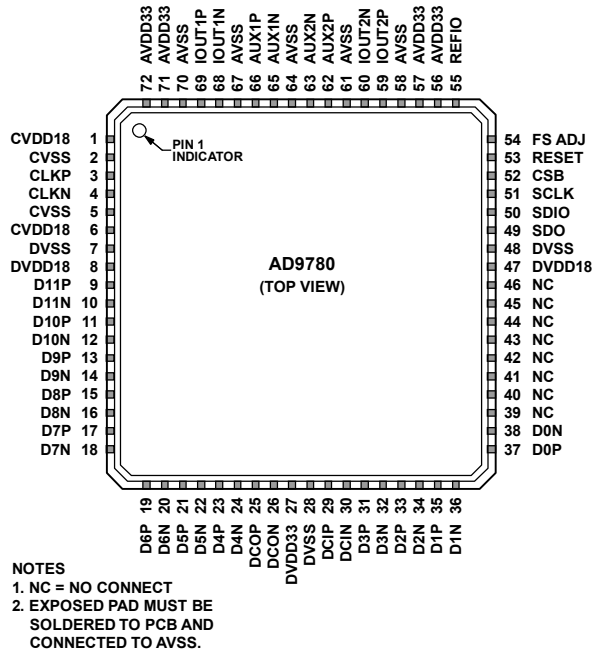 72 AVDD33
71 AVDD33
70 AVSS
69 IOUT1P
68 IOUT1N
67 AVSS
66 AUX1P
65 AUX1N
64 AVSS
63 AUX2N
62 AUX2P
61 AVSS
60 IOUT2N
59 IOUT2P
58 AVSS
57 AVDD33
56 AVDD33
55 REFIO
CVDD18 1
CVSS 2
CLKP 3
CLKN 4
CVSS 5
CVDD18 6
DVSS 7
DVDD18 8
D11P 9
D11N 10
D10P 11
D10N 12
D9P 13
D9N 14
D8P 15
D8N 16
D7P 17
D7N 18
PIN 1
INDICATOR
AD9780
(TOP VIEW)
54 FS ADJ
53 RESET
52 CSB
51 SCLK
50 SDIO
49 SDO
48 DVSS
47 DVDD18
46 NC
45 NC
44 NC
43 NC
42 NC
41 NC
40 NC
39 NC
38 D0N
37 D0P
D6P 19
D6N 20
D5P 21
D5N 22
D4P 23
D4N 24
DCOP 25
DCON 26
DVDD33 27
DVSS 28
DCIP 29
DCIN 30
D3P 31
D3N 32
D2P 33
D2N 34
D1P 35
D1N 36
NOTES
1. NC = NO CONNECT
2. EXPOSED PAD MUST BE
SOLDERED TO PCB AND
CONNECTED TO AVSS.